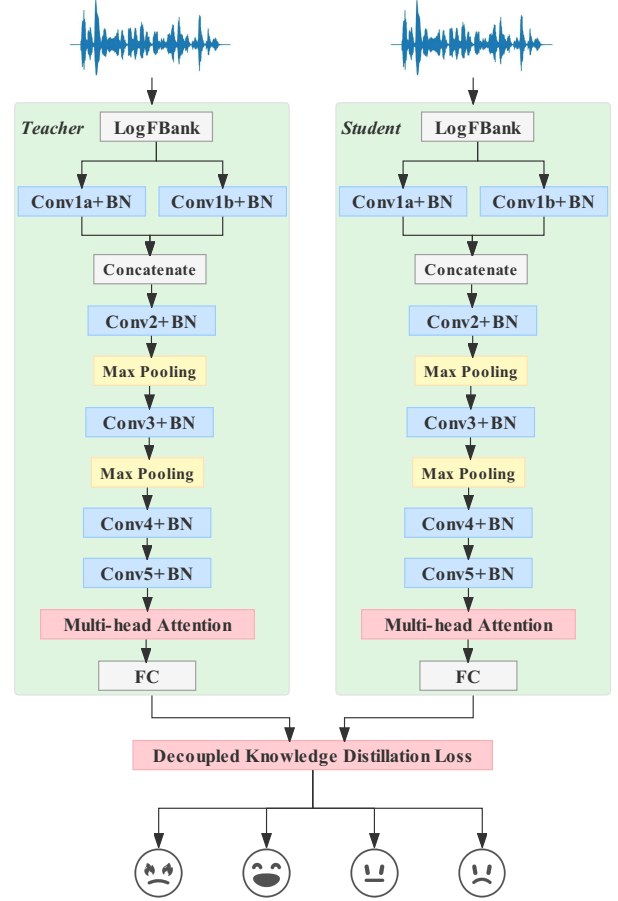 Teacher
LogFBank
Conv1a+BN
Conv1b+BN
Concatenate
Conv2+BN
Max Pooling
Conv3+BN
Max Pooling
Conv4+BN
Conv5+BN
Multi-head Attention
FC
Student
LogFBank
Conv1a+BN
Conv1b+BN
Concatenate
Conv2+BN
Max Pooling
Conv3+BN
Max Pooling
Conv4+BN
Conv5+BN
Multi-head Attention
FC
Decoupled Knowledge Distillation Loss